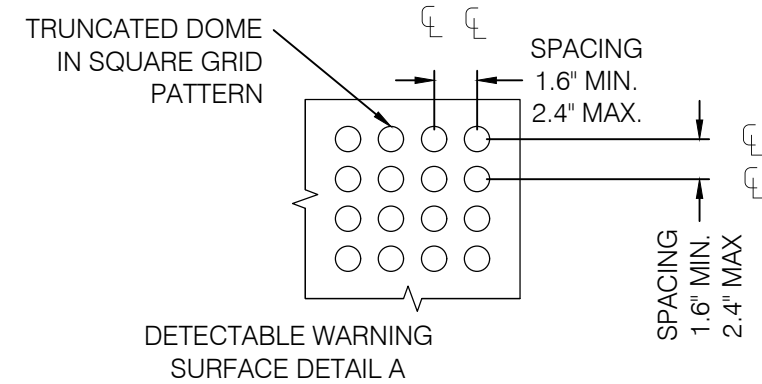 TRUNCATED DOME
IN SQUARE GRID
PATTERN
℄ ℄
SPACING
1.6" MIN.
2.4" MAX.
℄
℄
SPACING
1.6" MIN.
2.4" MAX
DETECTABLE WARNING
SURFACE DETAIL A